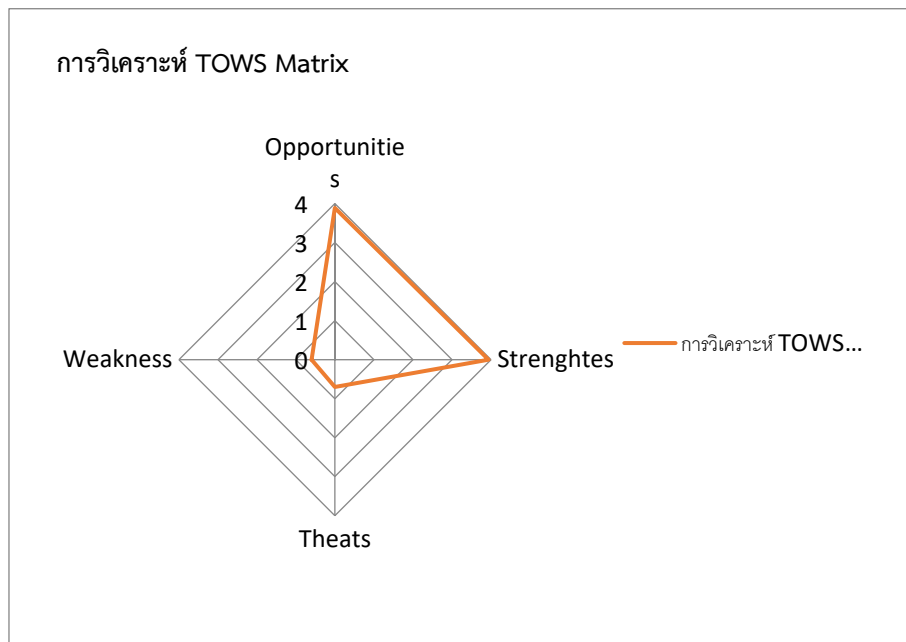 การวิเคราะห์ TOWS Matrix
Opportunitie
s
4
3
2
1
0
Weakness
Strenghtes
การวิเคราะห์ TOWS...
Theats